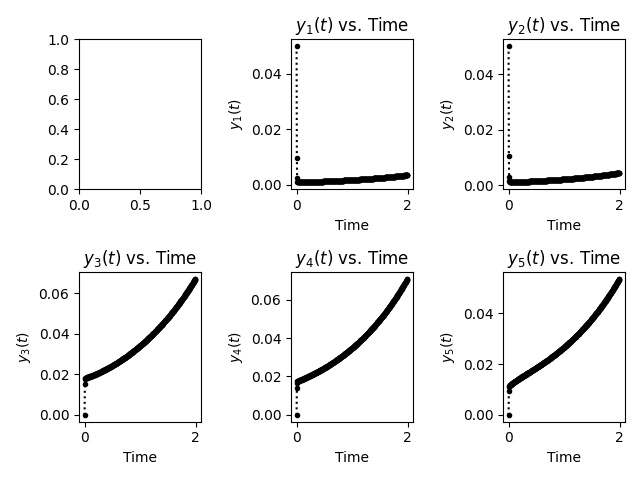 y₁(t) vs. Time
y₂(t) vs. Time
1.0
0.8
0.6
0.4
0.2
0.0
0.0 0.5 1.0
y₁(t)
0.04
0.02
0.00
0 2
Time
y₂(t)
0.04
0.02
0.00
0 2
Time
y₃(t) vs. Time
y₄(t) vs. Time
y₅(t) vs. Time
y₃(t)
0.06
0.04
0.02
0.00
0 2
Time
y₄(t)
0.06
0.04
0.02
0.00
0 2
Time
y₅(t)
0.04
0.02
0.00
0 2
Time